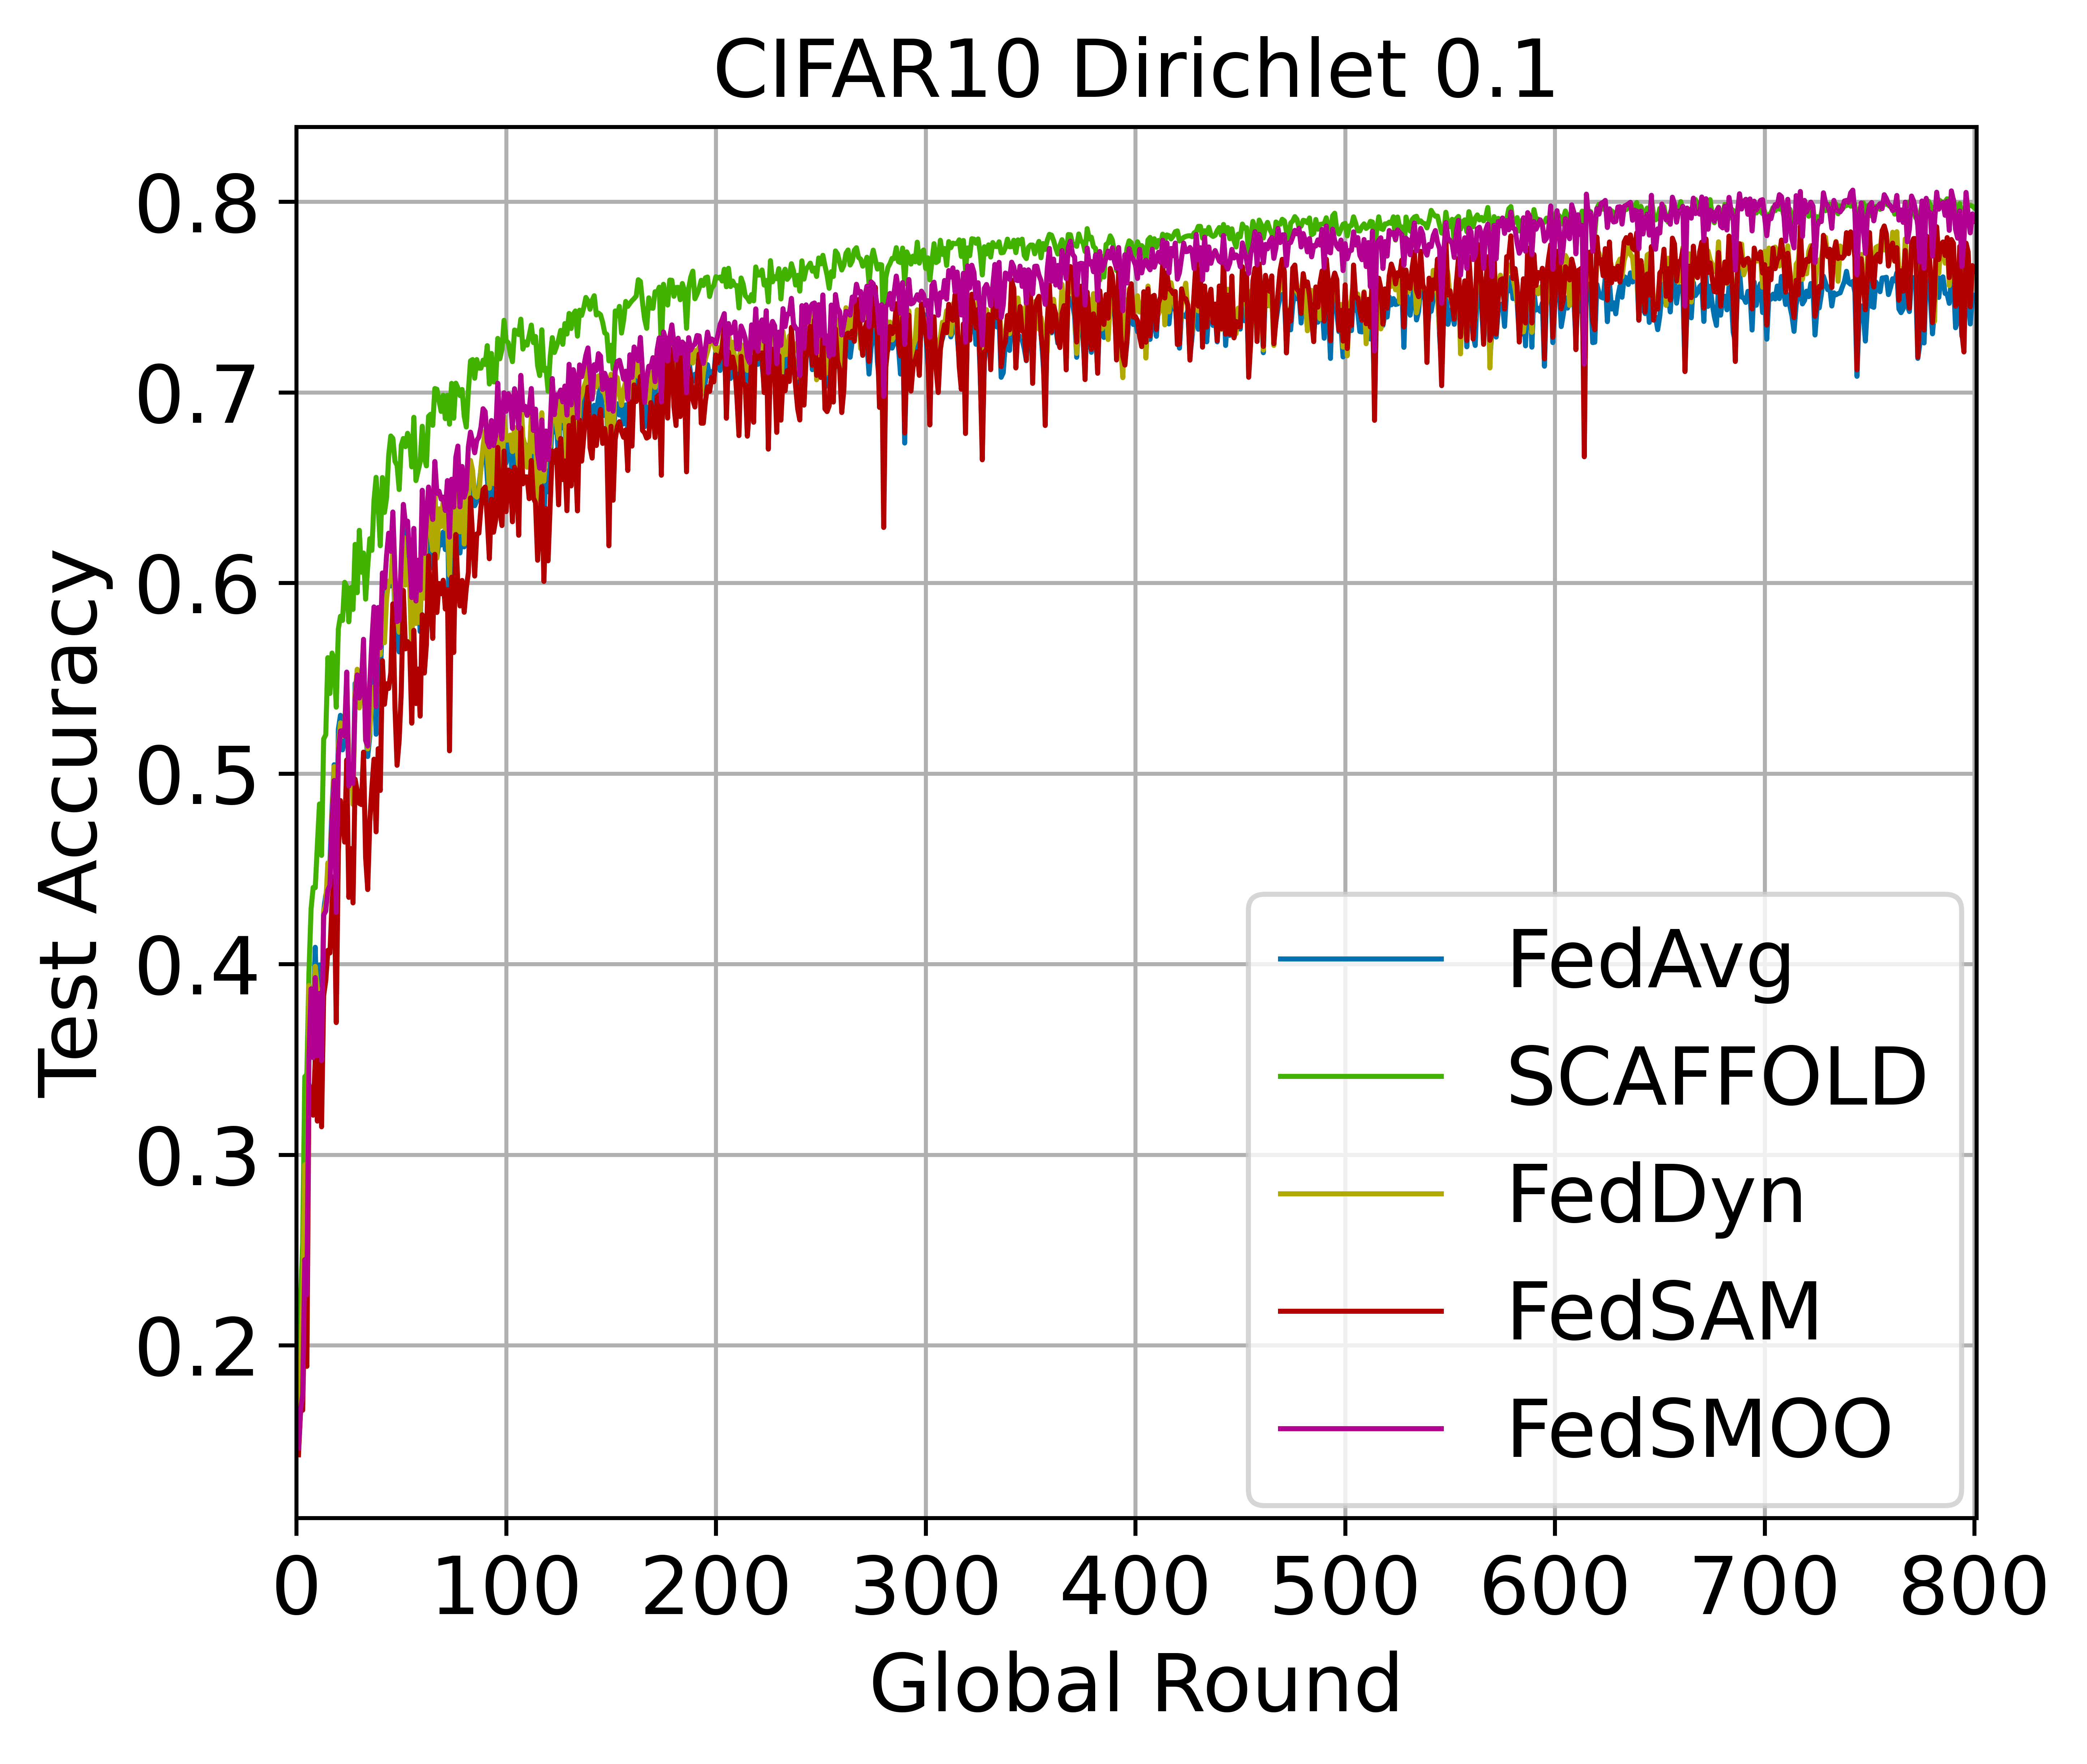 CIFAR10 Dirichlet 0.1
Test Accuracy
0.8
0.7
0.6
0.5
0.4
0.3
0.2
FedAvg
SCAFFOLD
FedDyn
FedSAM
FedSMOO
0 100 200 300 400 500 600 700 800
Global Round